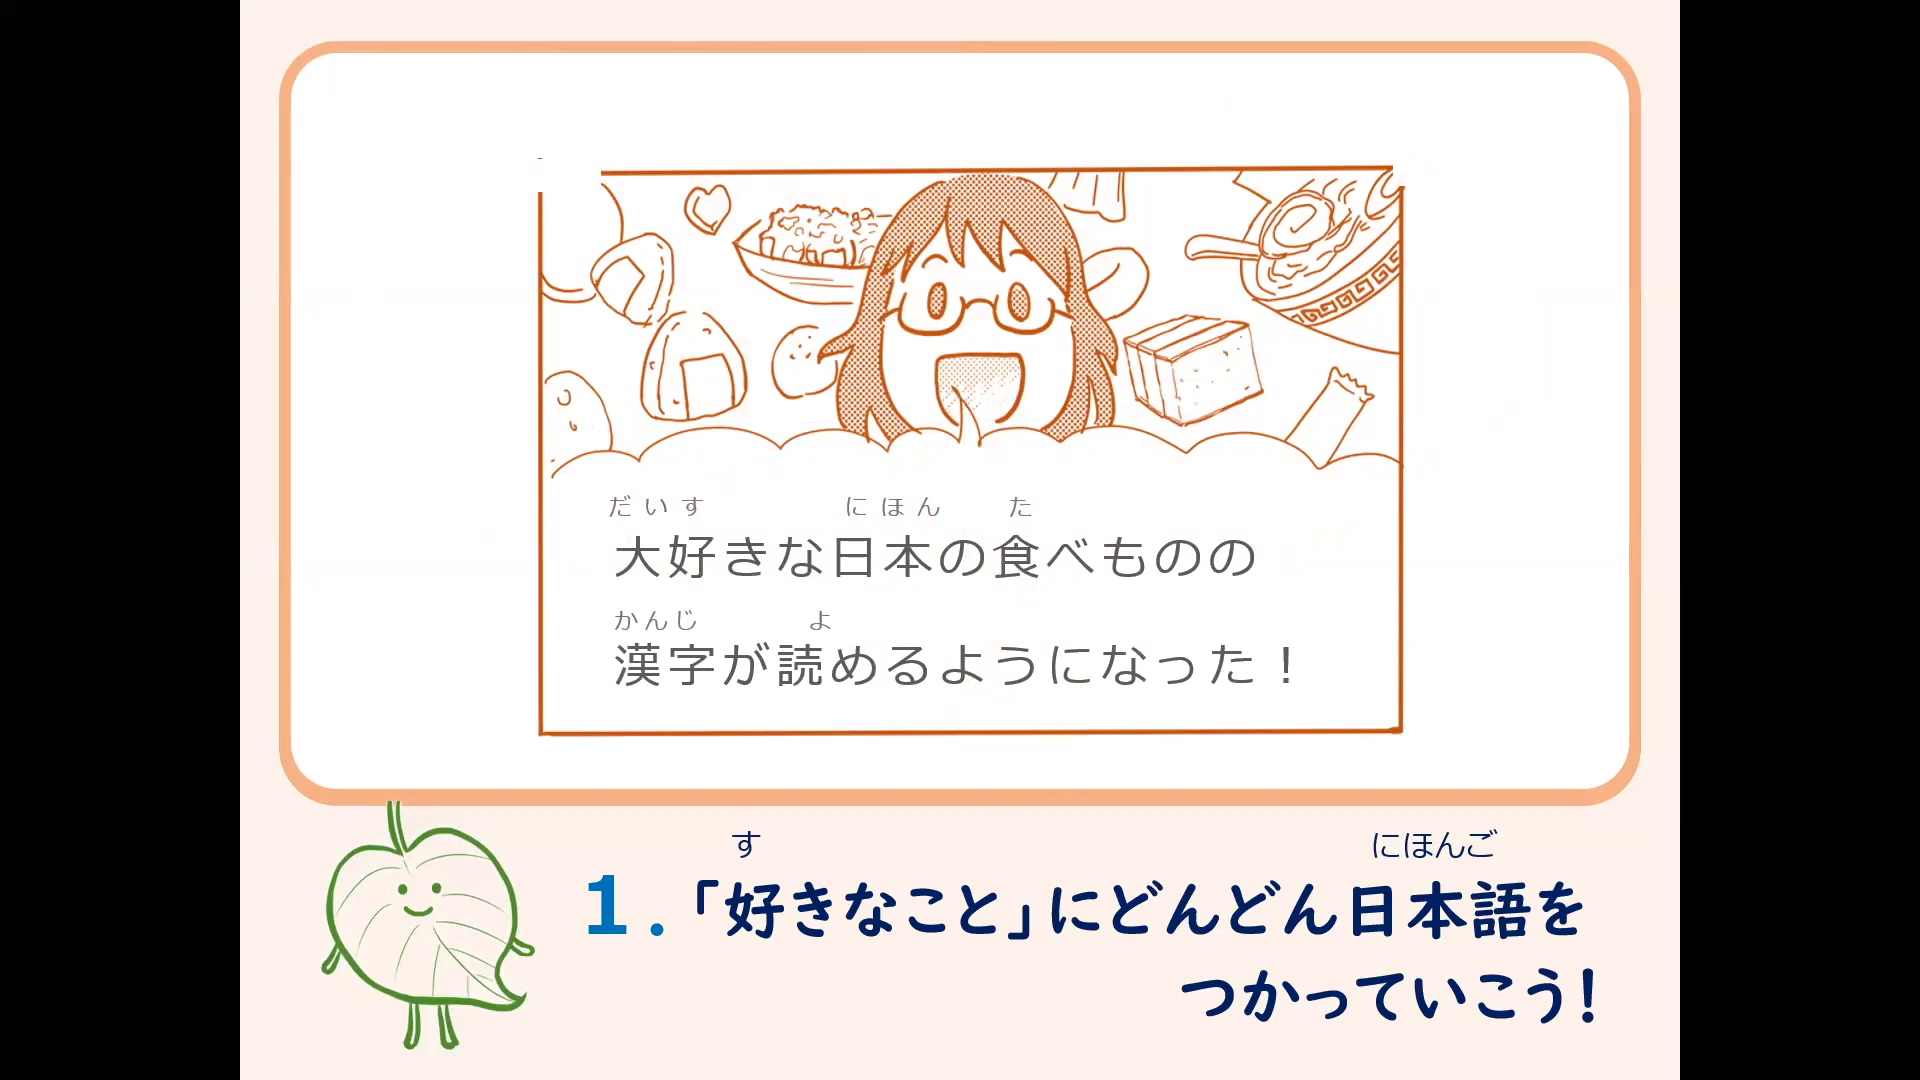 だいす にほん た
大好きな日本の食べものの
かんじ よ
漢字が読めるようになった！
す にほんご
1.「好きなこと」にどんどん日本語を
つかっていこう！